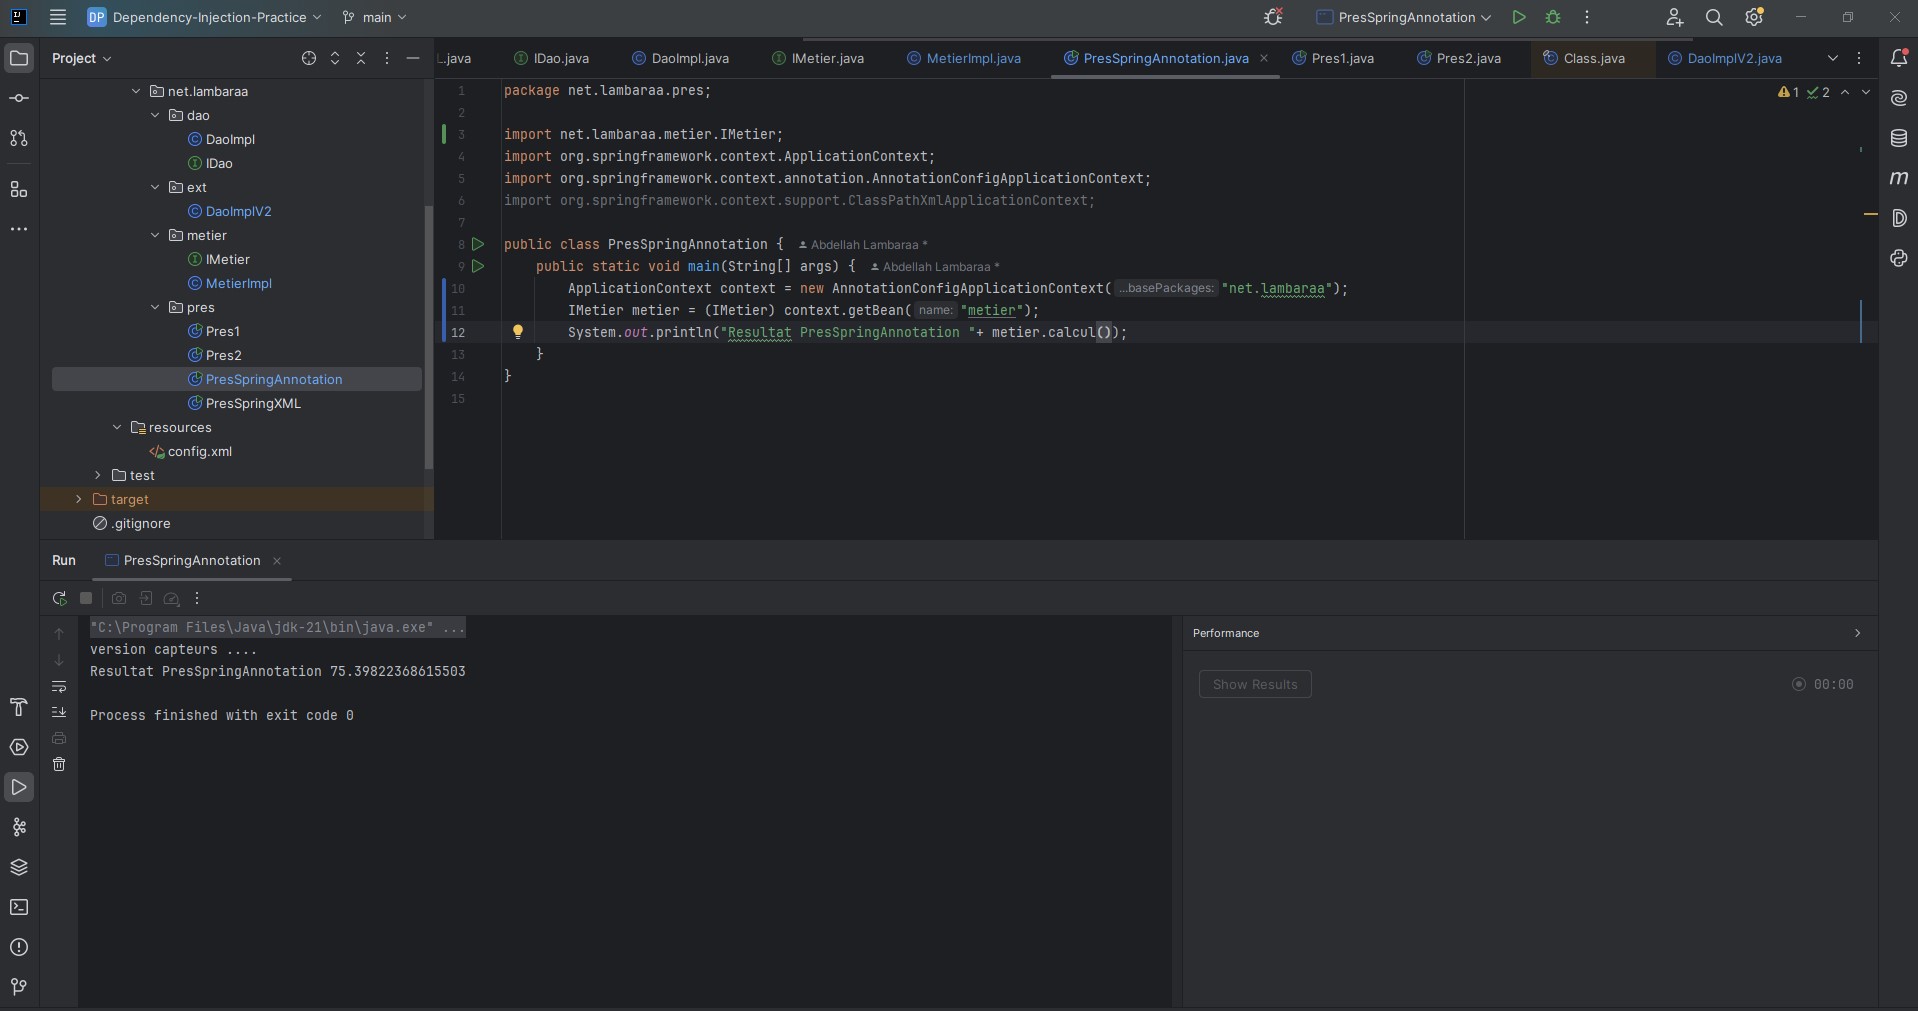 DP Dependency-Injection-Practice main PresSpringAnnotation
Project
L.java IDao.java DaoImpl.java IMetier.java MetierImpl.java PresSpringAnnotation.java Pres1.java Pres2.java Class.java DaoImplV2.java
net.lambaraa
dao
DaoImpl
IDao
ext
DaoImplV2
metier
IMetier
MetierImpl
pres
Pres1
Pres2
PresSpringAnnotation
PresSpringXML
resources
config.xml
test
target
.gitignore
1 package net.lambaraa.pres;
2
3 import net.lambaraa.metier.IMetier;
4 import org.springframework.context.ApplicationContext;
5 import org.springframework.context.annotation.AnnotationConfigApplicationContext;
6 import org.springframework.context.support.ClassPathXmlApplicationContext;
7
8 public class PresSpringAnnotation { Abdellah Lambaraa *
9 public static void main(String[] args) { Abdellah Lambaraa *
10 ApplicationContext context = new AnnotationConfigApplicationContext( ...basePackages: "net.lambaraa");
11 IMetier metier = (IMetier) context.getBean( name: "metier");
12 System.out.println("Resultat PresSpringAnnotation "+ metier.calcul());
13 }
14 }
15
1 2
Run PresSpringAnnotation
"C:\Program Files\Java\jdk-21\bin\java.exe" ...
version capteurs ....
Resultat PresSpringAnnotation 75.39822368615503
Process finished with exit code 0
Performance
Show Results 00:00